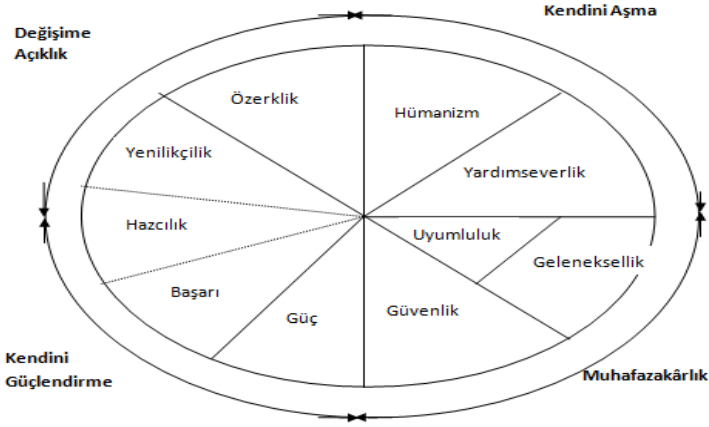 Kendini Aşma
Değişime
Açıklık
Özerklik
Hümanizm
Yenilikçilik
Yardımseverlik
Hazcılık
Uyumluluk
Geleneksellik
Başarı
Güç
Güvenlik
Kendini
Güçlendirme
Muhafazakârlık